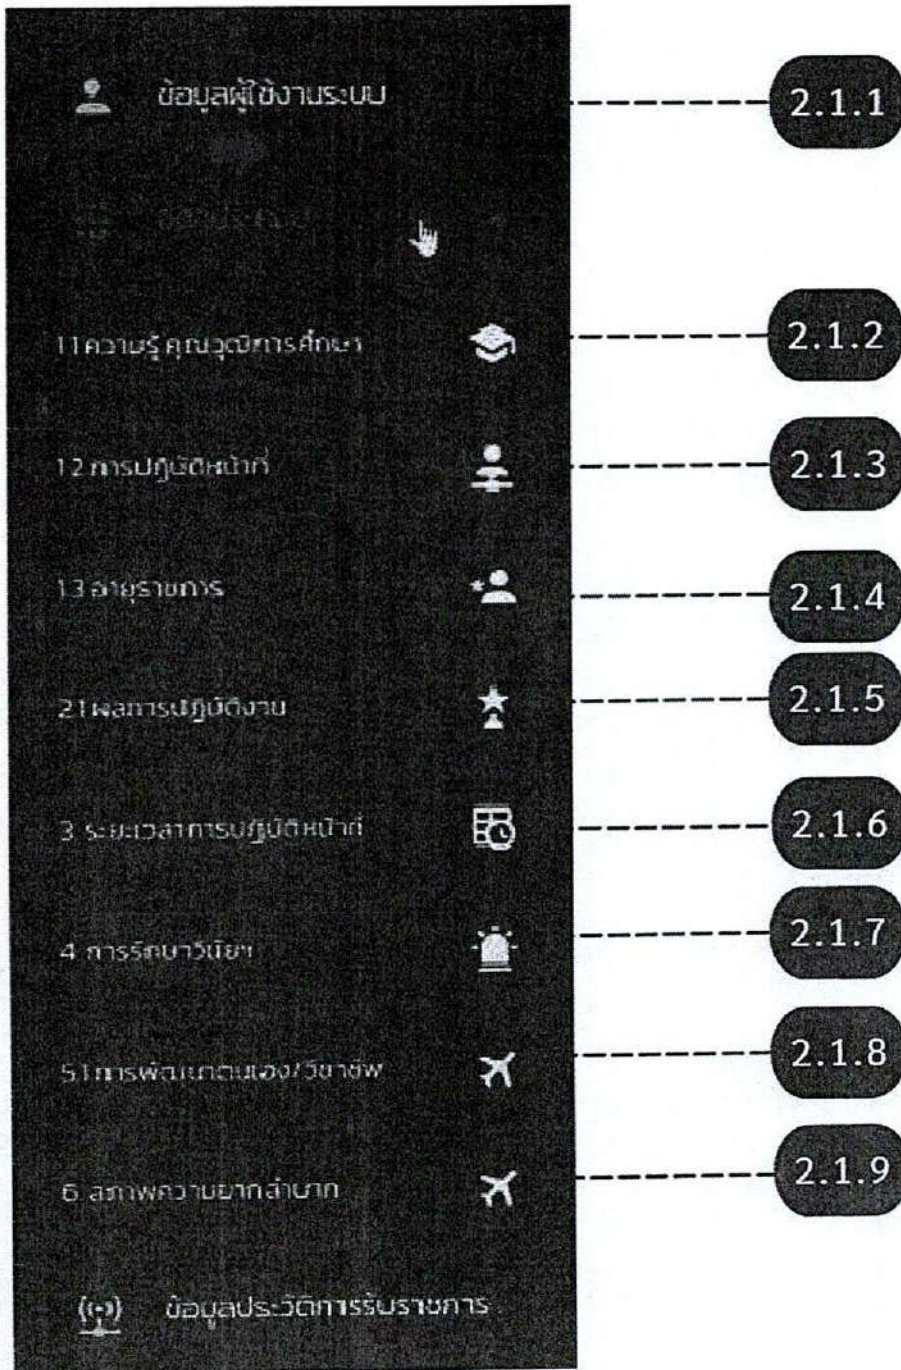 ข้อมูลผู้ใช้งานระบบ 2.1.1
11ความรู้ คุณวุฒิการศึกษา 2.1.2
12 การปฏิบัติหน้าที่ 2.1.3
13 อายุราชการ 2.1.4
21 ผลการปฏิบัติงาน 2.1.5
3 ระยะเวลาการปฏิบัติหน้าที่ 2.1.6
4 การรักษาวินัยฯ 2.1.7
51 การพัฒนาตนเอง/วิชาชีพ 2.1.8
6 สภาพความยากลำบาก 2.1.9
ข้อมูลประวัติการรับราชการ